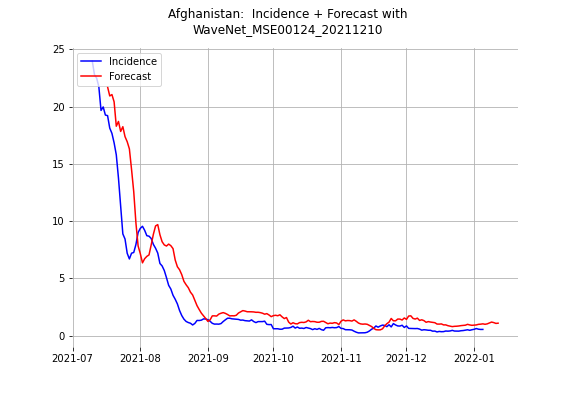 Afghanistan:  Incidence + Forecast with
WaveNet_MSE00124_20211210
25
20
15
10
5
0
Incidence
Forecast
2021-07 2021-08 2021-09 2021-10 2021-11 2021-12 2022-01